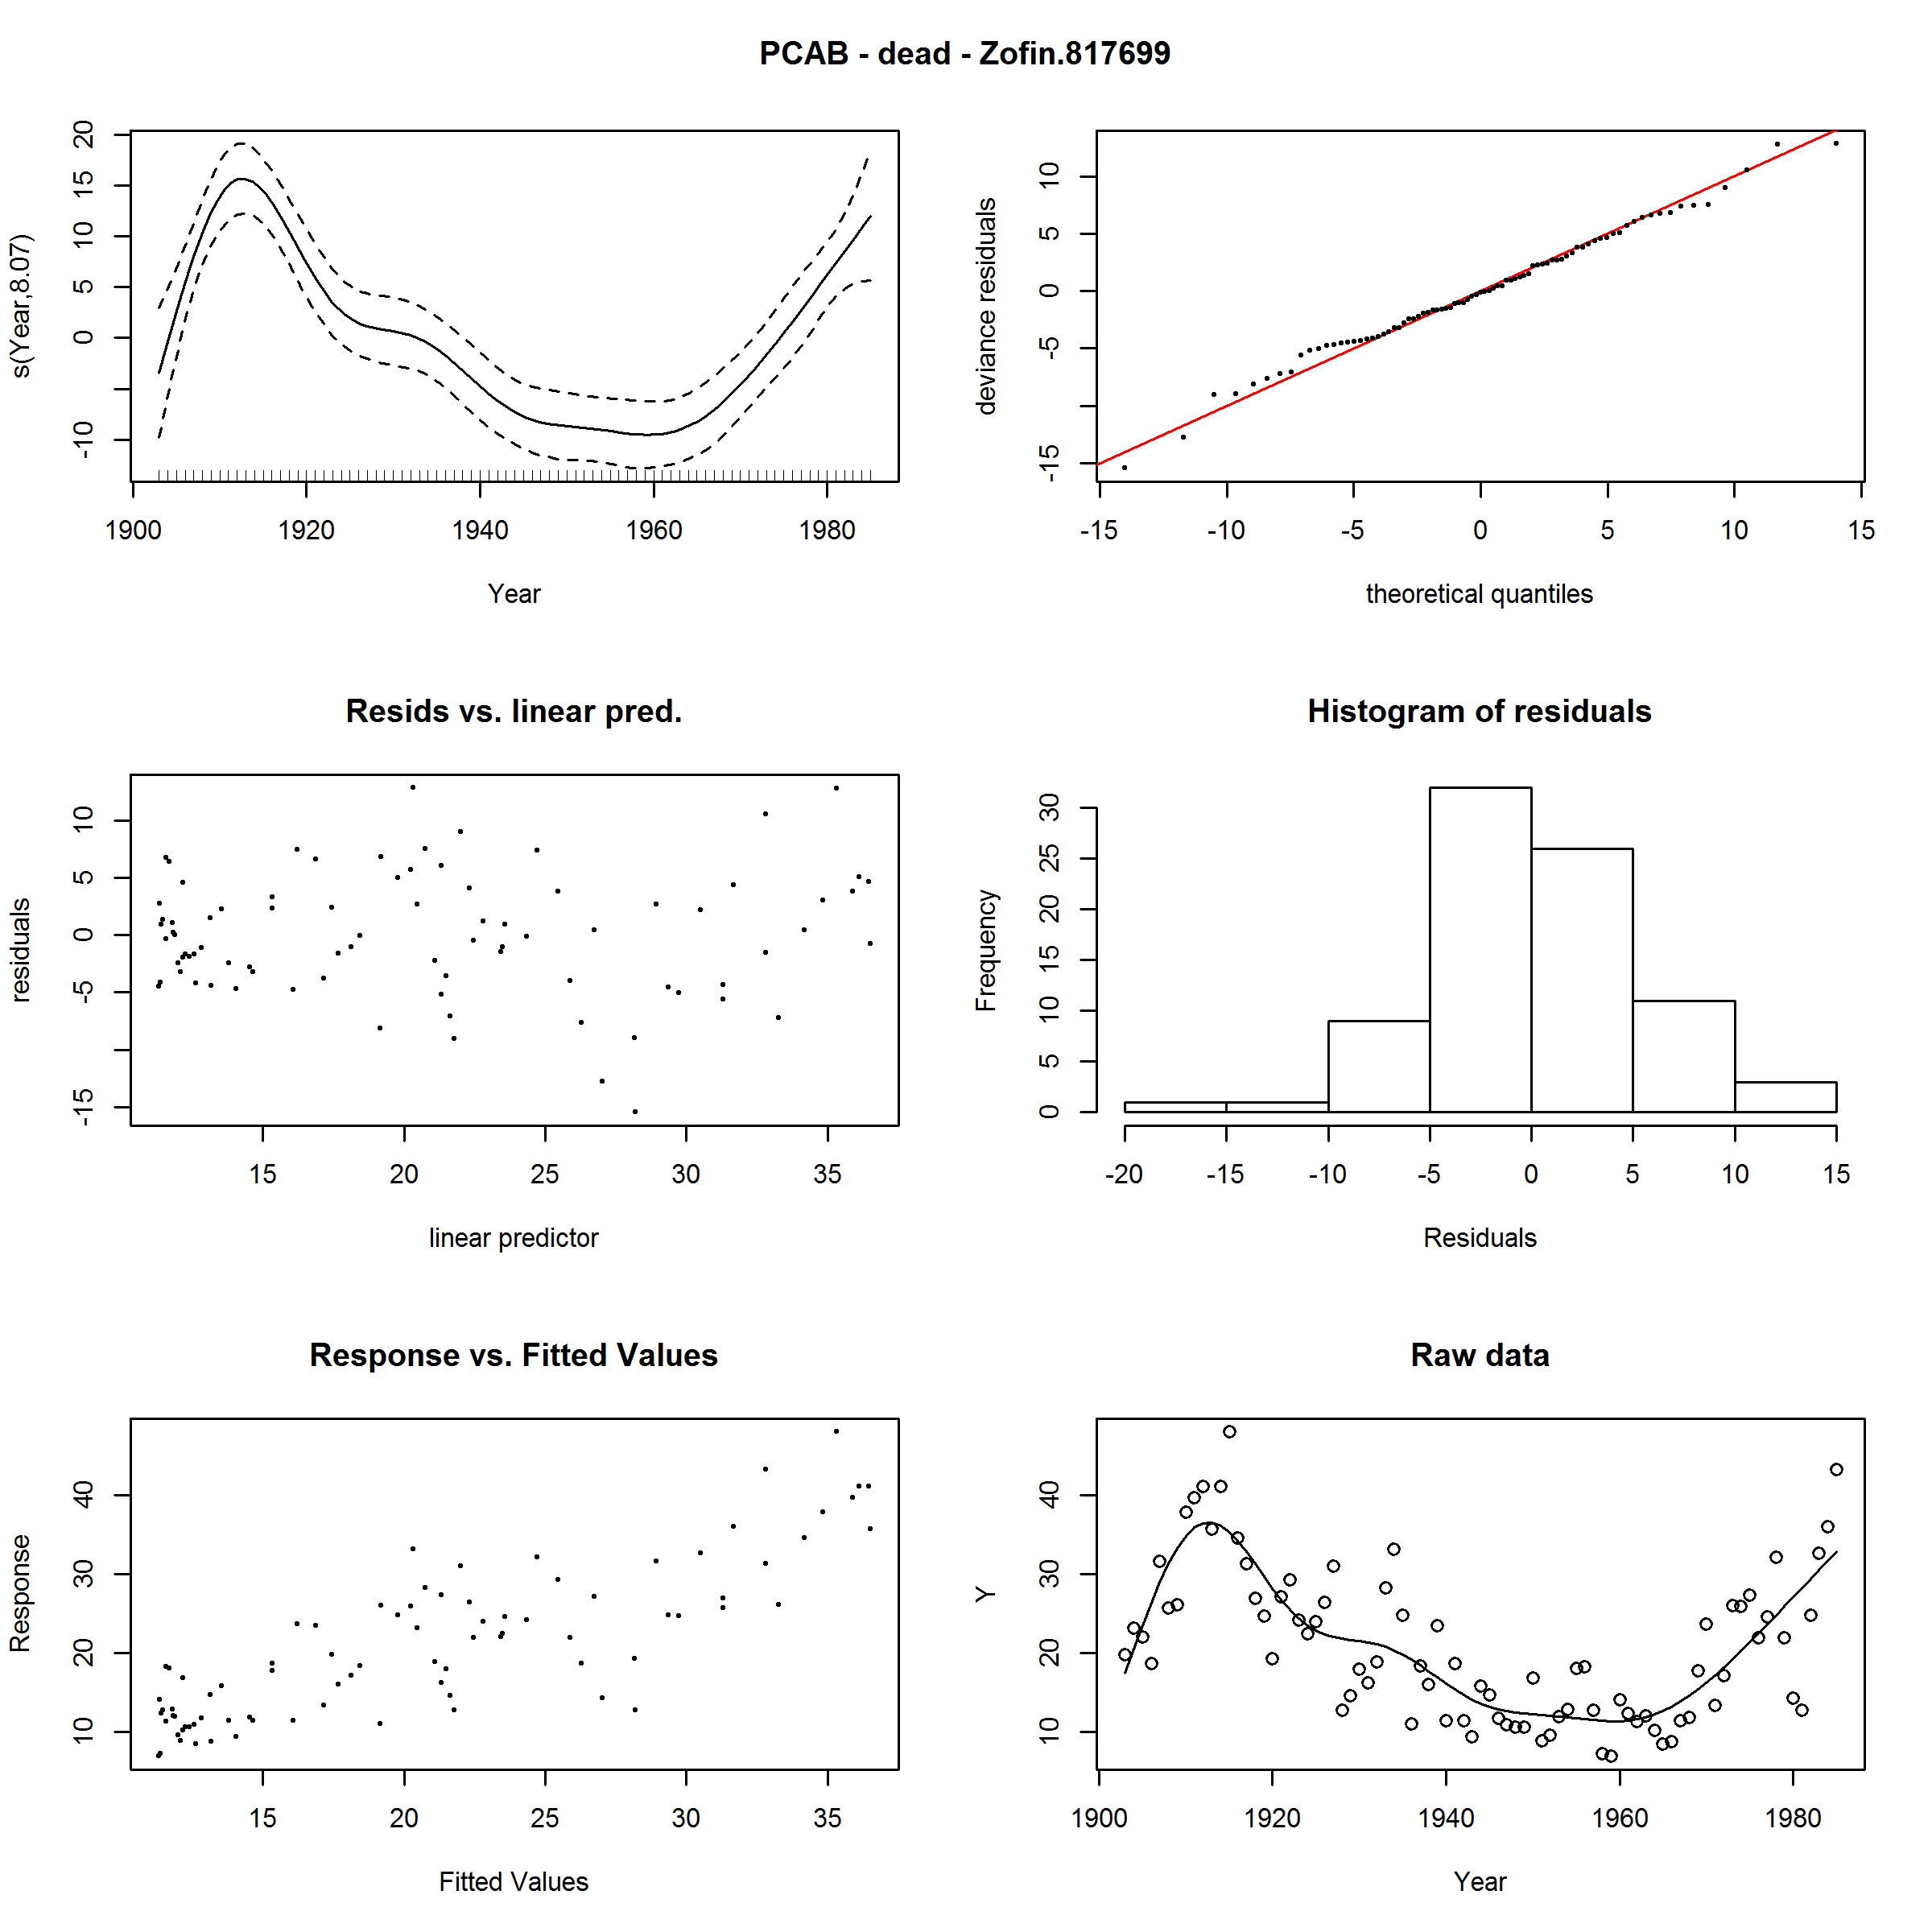 PCAB - dead - Zofin.817699
s(Year,8.07)
-10 0 5 10 15 20
1900 1920 1940 1960 1980
Year
deviance residuals
-15 -5 0 5 10
-15 -10 -5 0 5 10 15
theoretical quantiles
Resids vs. linear pred.
residuals
-15 -5 0 5 10
15 20 25 30 35
linear predictor
Histogram of residuals
Frequency
0 5 10 15 20 25 30
-20 -15 -10 -5 0 5 10 15
Residuals
Response vs. Fitted Values
Response
10 20 30 40
15 20 25 30 35
Fitted Values
Raw data
Y
10 20 30 40
1900 1920 1940 1960 1980
Year